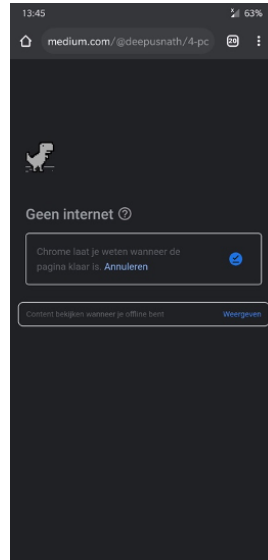 13:45 63%
medium.com/@deepusnath/4-pc 20
Geen internet
Chrome laat je weten wanneer de
pagina klaar is. Annuleren
Content bekijken wanneer je offline bent Weergeven